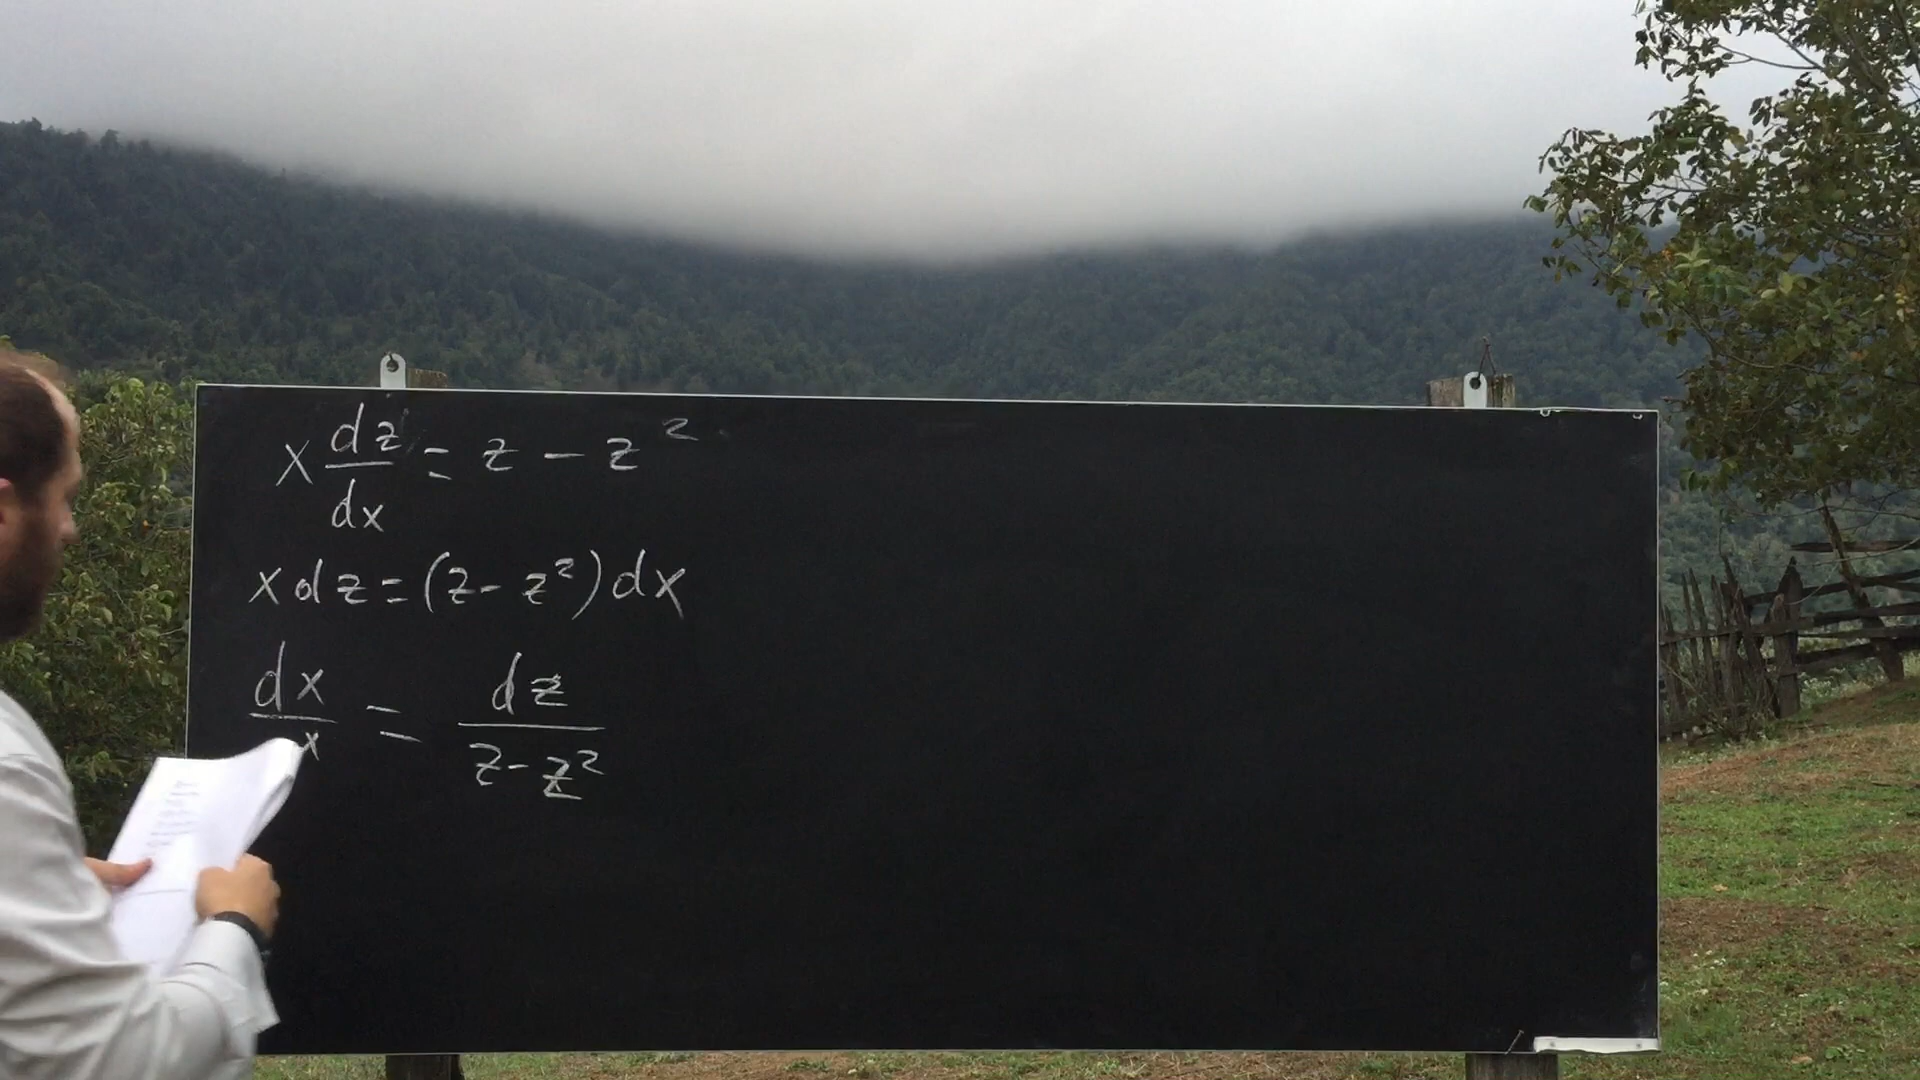 x dz/dx = z - z²
x dz = (z - z²) dx
dx/x = dz/(z - z²)